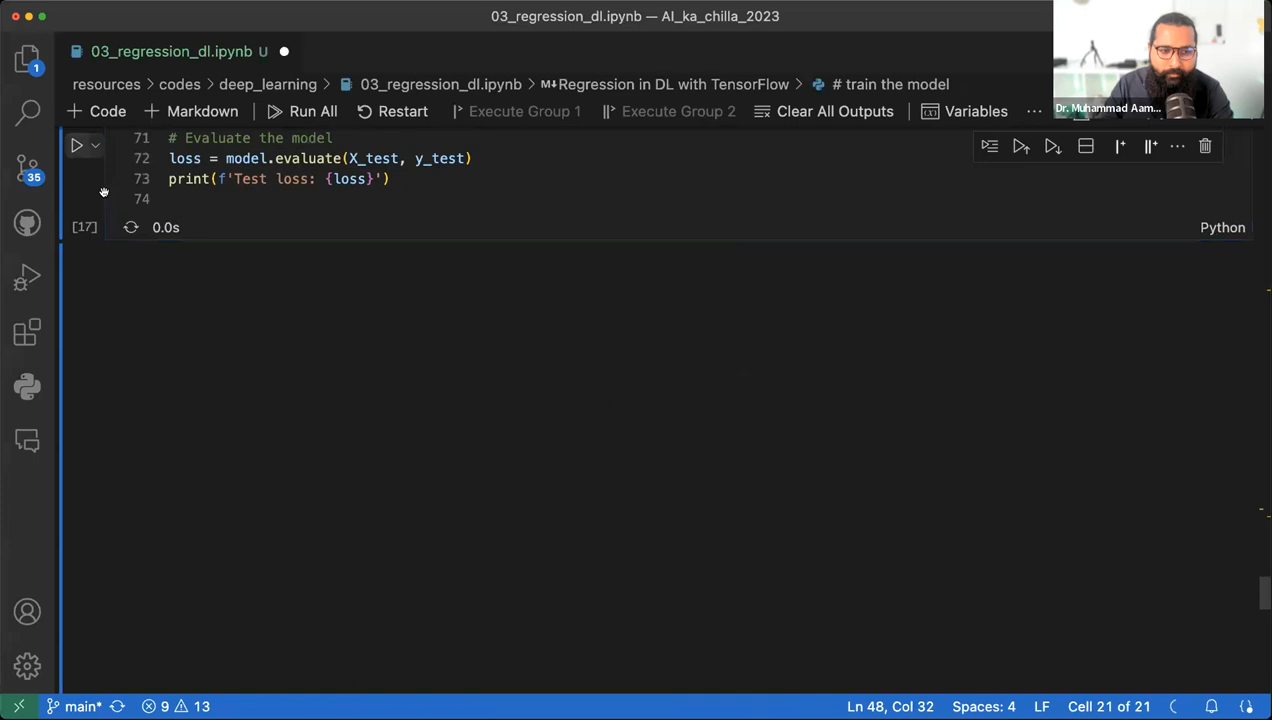 03_regression_dl.ipynb — AI_ka_chilla_2023
03_regression_dl.ipynb U
resources > codes > deep_learning > 03_regression_dl.ipynb > M↓Regression in DL with TensorFlow > # train the model
+ Code + Markdown Run All Restart Execute Group 1 Execute Group 2 Clear All Outputs Variables ...
Dr. Muhammad Aam...
71 # Evaluate the model
72 loss = model.evaluate(X_test, y_test)
73 print(f'Test loss: {loss}')
74
[17] 0.0s Python
1
35
main* 9 13 Ln 48, Col 32 Spaces: 4 LF Cell 21 of 21